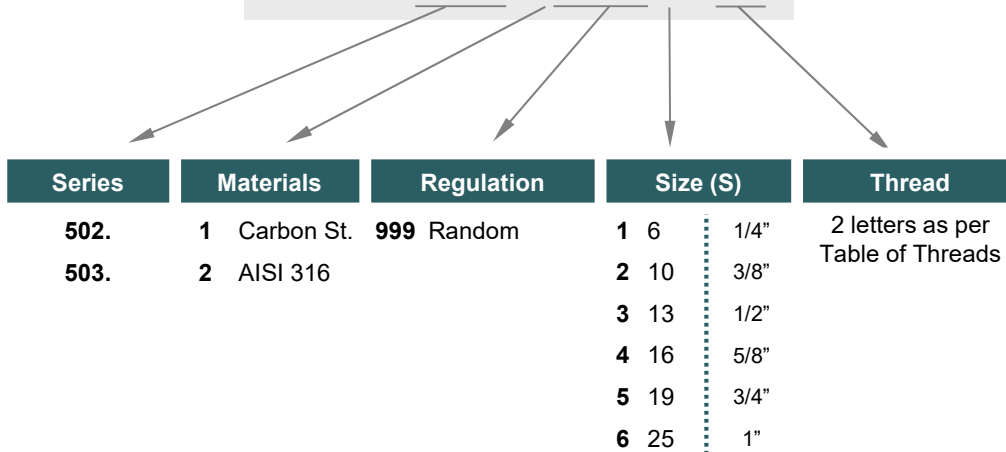 Series Materials Regulation Size (S) Thread
502. 1 Carbon St. 999 Random 1 6 1/4” 2 letters as per
503. 2 AISI 316 2 10 3/8” Table of Threads
3 13 1/2”
4 16 5/8”
5 19 3/4”
6 25 1”